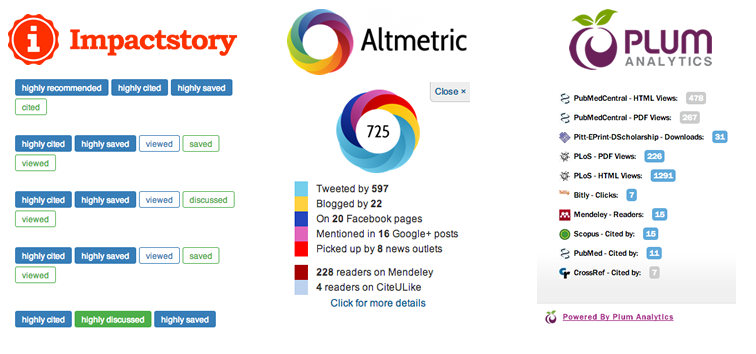 i Impactstory
highly recommended highly cited highly saved
cited
highly cited highly saved viewed saved
viewed
highly cited highly saved viewed discussed
viewed
highly cited highly saved viewed saved
viewed
highly cited highly discussed highly saved
Altmetric
Close ×
725
Tweeted by 597
Blogged by 22
On 20 Facebook pages
Mentioned in 16 Google+ posts
Picked up by 8 news outlets
228 readers on Mendeley
4 readers on CiteULike
Click for more details
PLUM
ANALYTICS
PubMedCentral - HTML Views: 478
PubMedCentral - PDF Views: 267
Pitt-EPrint-DScholarship - Downloads: 31
PLoS - PDF Views: 226
PLoS - HTML Views: 1291
Bitly - Clicks: 7
Mendeley - Readers: 15
Scopus - Cited by: 15
PubMed - Cited by: 11
CrossRef - Cited by: 7
Powered By Plum Analytics